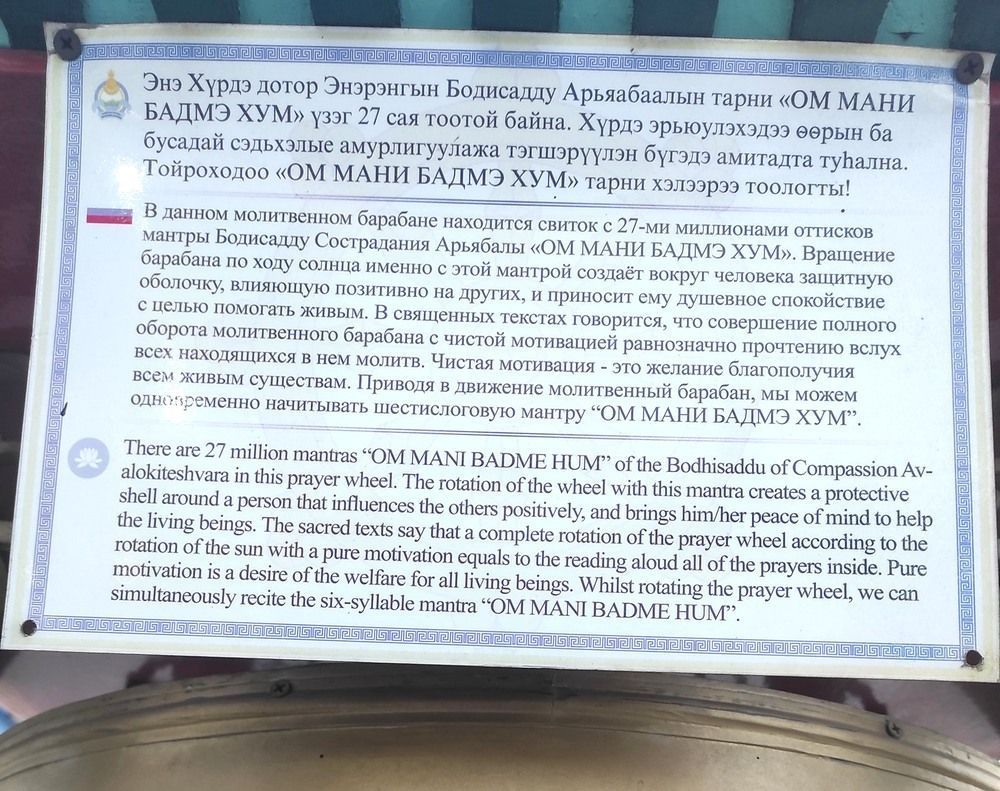 Энэ Хүрдэ дотор Энэрэнгын Бодисадду Арьяабаалын тарни «ОМ МАНИ
БАДМЭ ХУМ» үзэг 27 сая тоотой байна. Хүрдэ эрьюулэхэдээ өөрын ба
бусадай сэдьхэлые амурлигуулажа тэгшэрүүлэн бүгэдэ амитадта туһална.
Тойроходоо «ОМ МАНИ БАДМЭ ХУМ» тарни хэлээрээ тоологты!
В данном молитвенном барабане находится свиток с 27-ми миллионами оттисков
мантры Бодисадду Сострадания Арьябалы «ОМ МАНИ БАДМЭ ХУМ». Вращение
барабана по ходу солнца именно с этой мантрой создаёт вокруг человека защитную
оболочку, влияющую позитивно на других, и приносит ему душевное спокойствие
с целью помогать живым. В священных текстах говорится, что совершение полного
оборота молитвенного барабана с чистой мотивацией равнозначно прочтению вслух
всех находящихся в нем молитв. Чистая мотивация - это желание благополучия
всем живым существам. Приводя в движение молитвенный барабан, мы можем
одновременно начитывать шестислоговую мантру “ОМ МАНИ БАДМЭ ХУМ”.
There are 27 million mantras “OM MANI BADME HUM” of the Bodhisaddu of Compassion Av-
alokiteshvara in this prayer wheel. The rotation of the wheel with this mantra creates a protective
shell around a person that influences the others positively, and brings him/her peace of mind to help
the living beings. The sacred texts say that a complete rotation of the prayer wheel according to the
rotation of the sun with a pure motivation equals to the reading aloud all of the prayers inside. Pure
motivation is a desire of the welfare for all living beings. Whilst rotating the prayer wheel, we can
simultaneously recite the six-syllable mantra “OM MANI BADME HUM”.